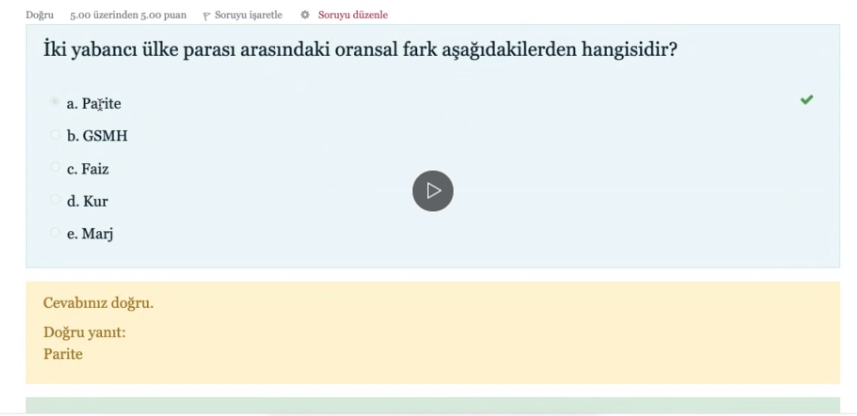 Doğru 5.00 üzerinden 5.00 puan Soruyu işaretle Soruyu düzenle
İki yabancı ülke parası arasındaki oransal fark aşağıdakilerden hangisidir?
a. Parite
b. GSMH
c. Faiz
d. Kur
e. Marj
Cevabınız doğru.
Doğru yanıt:
Parite